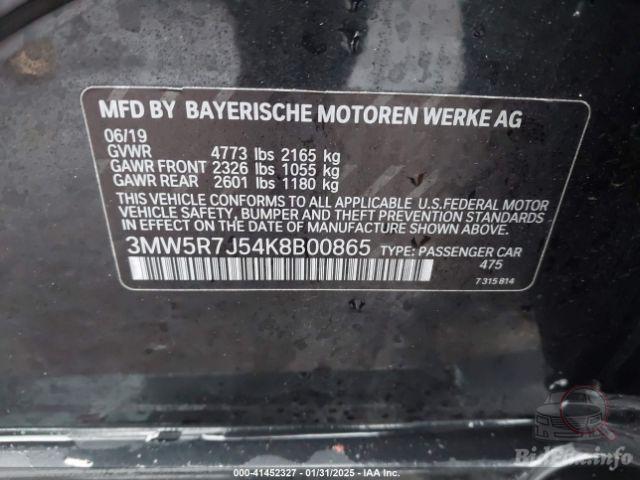 MFD BY BAYERISCHE MOTOREN WERKE AG
06/19
GVWR 4773 lbs 2165 kg
GAWR FRONT 2326 lbs 1055 kg
GAWR REAR 2601 lbs 1180 kg
THIS VEHICLE CONFORMS TO ALL APPLICABLE U.S.FEDERAL MOTOR
VEHICLE SAFETY, BUMPER AND THEFT PREVENTION STANDARDS
IN EFFECT ON THE DATE OF MANUFACTURE SHOWN ABOVE.
3MW5R7J54K8B00865 TYPE: PASSENGER CAR
475
7 315 814
BidFax.info
© - 41452327 - 01/31/2025 - IAA Inc.